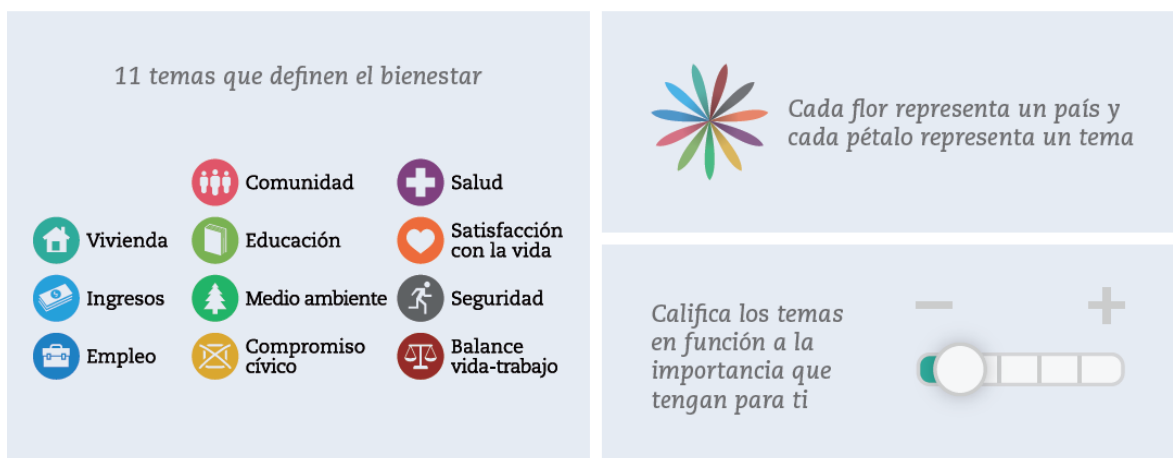 11 temas que definen el bienestar
Comunidad
Salud
Vivienda
Educación
Satisfacción
con la vida
Ingresos
Medio ambiente
Seguridad
Empleo
Compromiso
cívico
Balance
vida-trabajo
Cada flor representa un país y
cada pétalo representa un tema
Califica los temas
en función a la
importancia que
tengan para ti